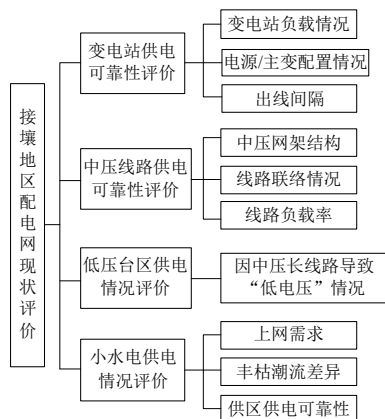 接壤地区配电网现状评价
变电站供电
可靠性评价
变电站负载情况
电源/主变配置情况
出线间隔
中压线路供电
可靠性评价
中压网架结构
线路联络情况
线路负载率
低压台区供电
情况评价
因中压长线路导致
“低电压”情况
小水电供电
情况评价
上网需求
丰枯潮流差异
供区供电可靠性